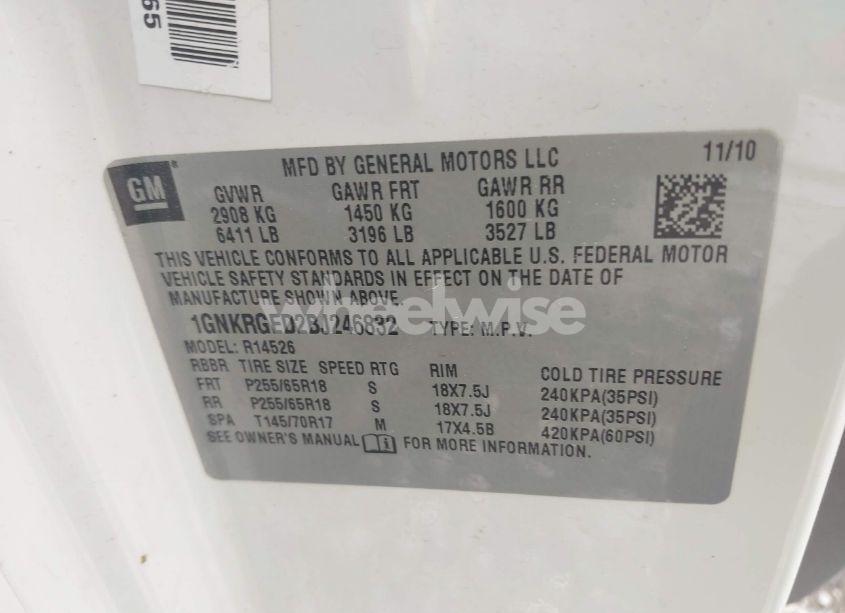 65
GM
MFD BY GENERAL MOTORS LLC 11/10
GVWR GAWR FRT GAWR RR
2908 KG 1450 KG 1600 KG
6411 LB 3196 LB 3527 LB
THIS VEHICLE CONFORMS TO ALL APPLICABLE U.S. FEDERAL MOTOR
VEHICLE SAFETY STANDARDS IN EFFECT ON THE DATE OF
MANUFACTURE SHOWN ABOVE.
wheelwise
1GNKRGED2BJ246832 TYPE: M.P.V.
MODEL: R14526
RBBR TIRE SIZE SPEED RTG RIM COLD TIRE PRESSURE
FRT P255/65R18 S 18X7.5J 240KPA(35PSI)
RR P255/65R18 S 18X7.5J 240KPA(35PSI)
SPA T145/70R17 M 17X4.5B 420KPA(60PSI)
SEE OWNER'S MANUAL FOR MORE INFORMATION.